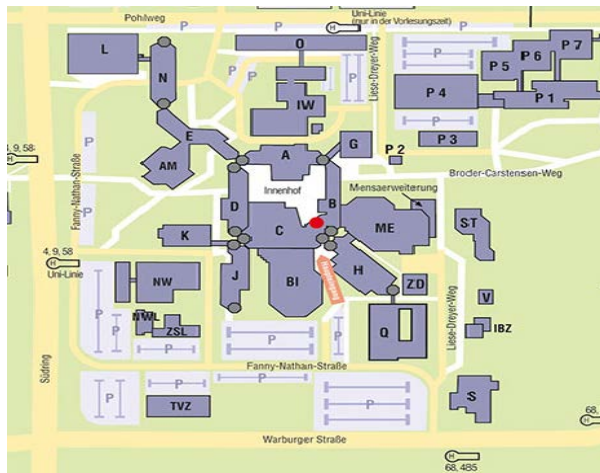 Pohlweg
Uni-Linie
(nur in der Vorlesungszeit)
H
P
P
P
P
L
O
N
P
P
P
IW
P
Liese-Dreyer-Weg
P
P 5
P 6
P 7
P 4
P 1
P
P 3
4, 9, 58
H
P
E
AM
A
G
P 2
Broder-Carstensen-Weg
Fanny-Nathan-Straße
P
Innenhof
Mensaerweiterung
D
B
C
ME
ST
K
4, 9, 58
H
Uni-Linie
J
BI
H
NW
ZD
V
NWL
ZSL
P
P
P
P
P
Q
IBZ
Liese-Dreyer-Weg
Fanny-Nathan-Straße
Südring
P
P
P
P
TVZ
S
Warburger Straße
68,
H
H
68, 485